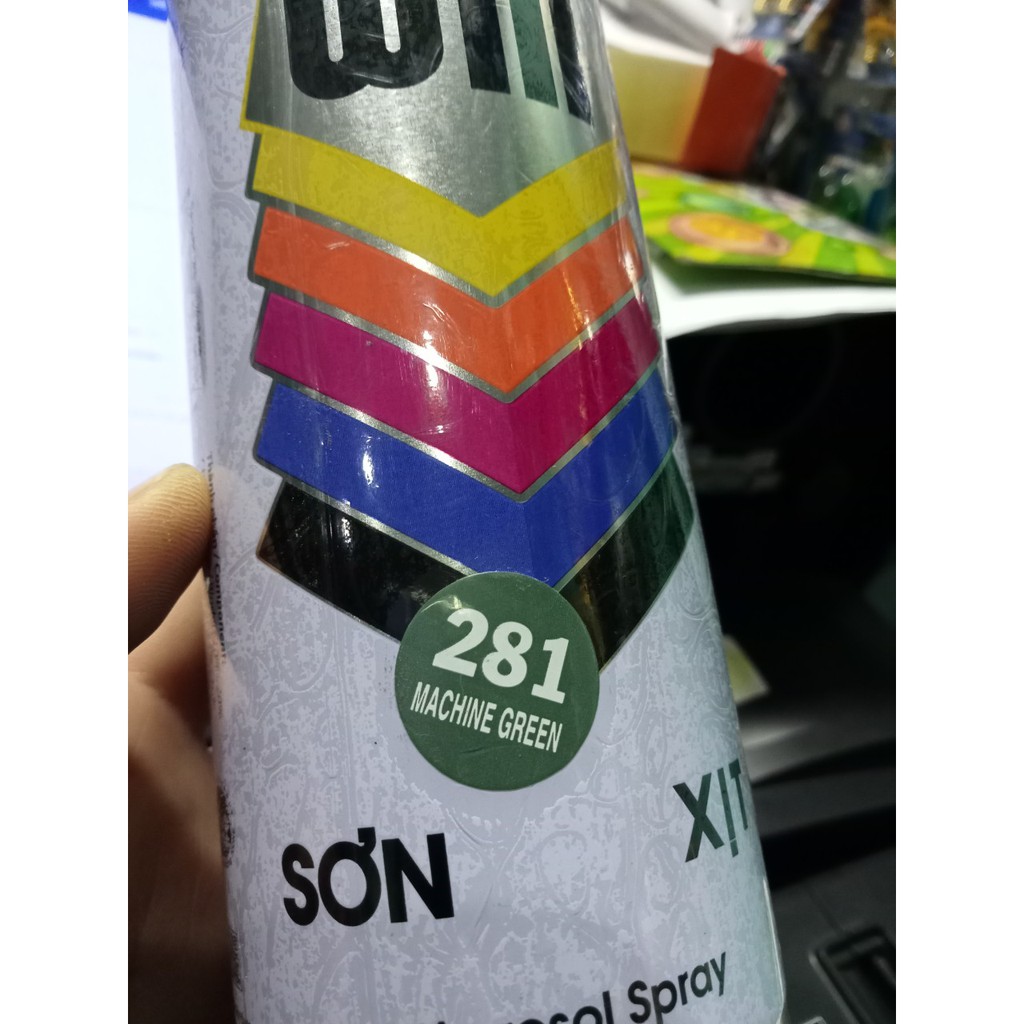 281
MACHINE GREEN
SƠN XỊT
Spray